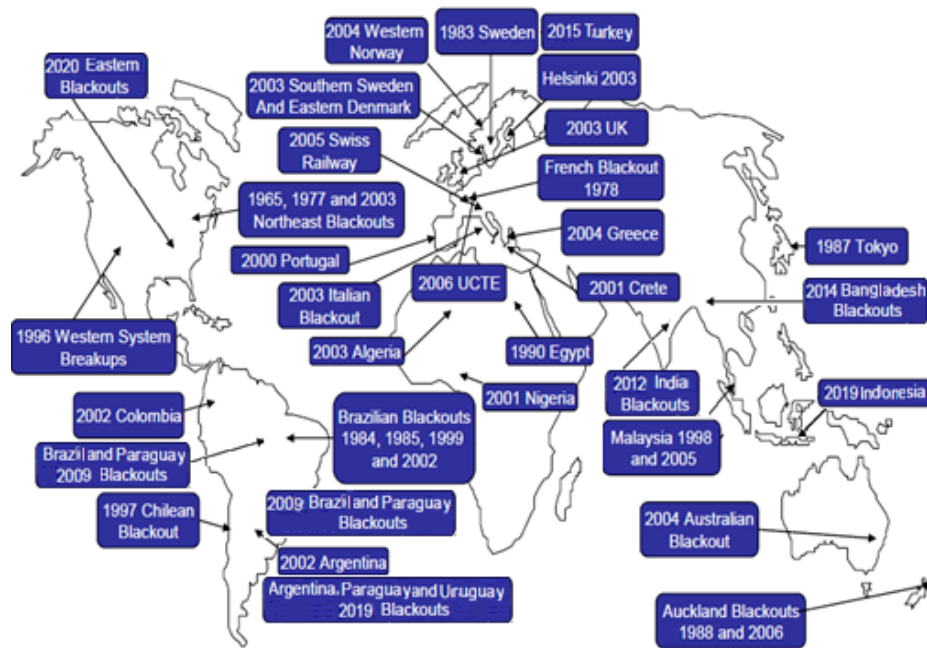 2004 Western
Norway
1983 Sweden
2015 Turkey
2020 Eastern
Blackouts
2003 Southern Sweden
And Eastern Denmark
Helsinki 2003
2003 UK
2005 Swiss
Railway
French Blackout
1978
1965, 1977 and 2003
Northeast Blackouts
2004 Greece
1987 Tokyo
2000 Portugal
2003 Italian
Blackout
2006 UCTE
2001 Crete
2014 Bangladesh
Blackouts
1996 Western System
Breakups
2003 Algeria
1990 Egypt
2012 India
Blackouts
2001 Nigeria
2019 Indonesia
2002 Colombia
Brazilian Blackouts
1984, 1985, 1999
and 2002
Malaysia 1998
and 2005
Brazil and Paraguay
2009 Blackouts
1997 Chilean
Blackout
2009: Brazil and Paraguay
Blackouts
2004 Australian
Blackout
2002 Argentina
Argentina, Paraguay and Uruguay
2019 Blackouts
Auckland Blackouts
1988 and 2006